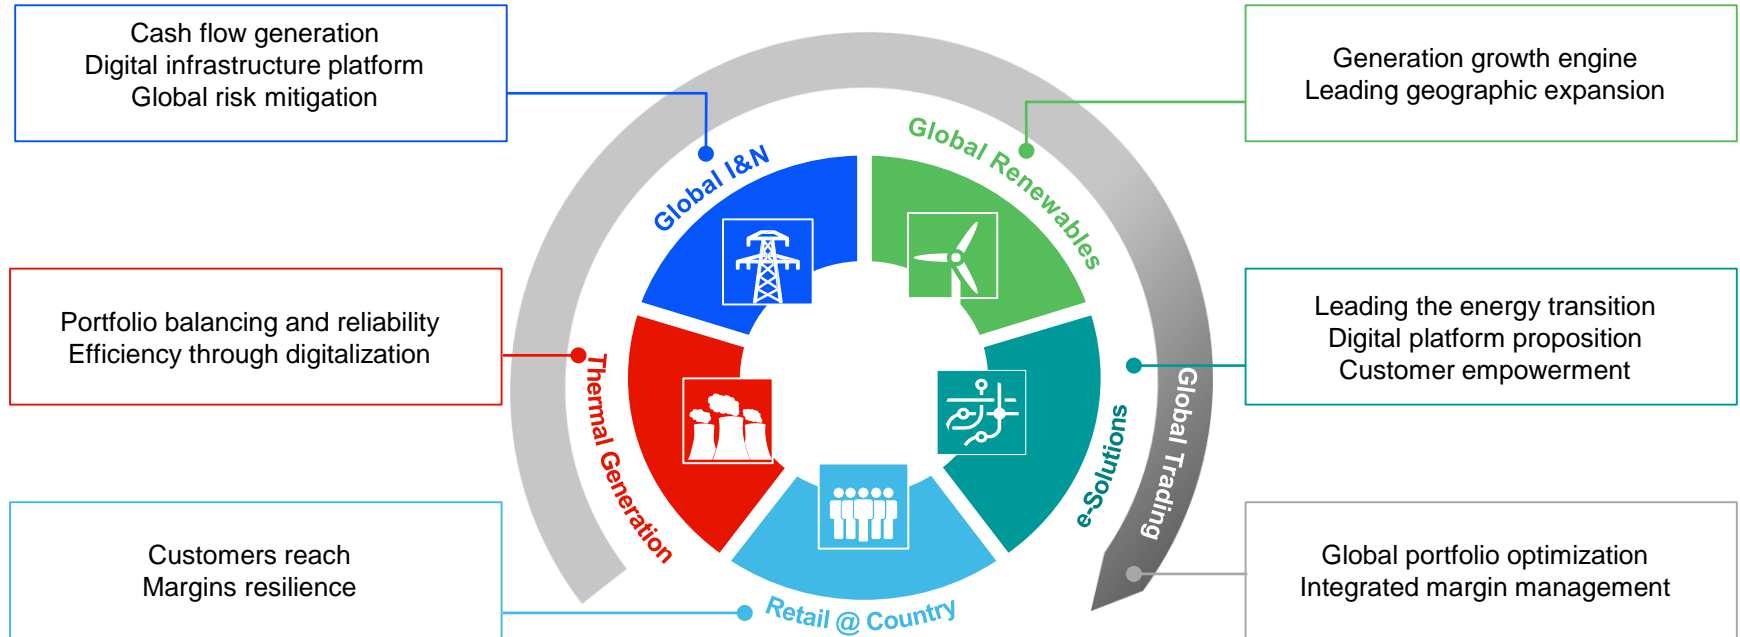 Cash flow generation
Digital infrastructure platform
Global risk mitigation
Generation growth engine
Leading geographic expansion
Global I&N
Global Renewables
Portfolio balancing and reliability
Efficiency through digitalization
Thermal Generation
Leading the energy transition
Digital platform proposition
Customer empowerment
e-Solutions
Global Trading
Customers reach
Margins resilience
Retail @ Country
Global portfolio optimization
Integrated margin management